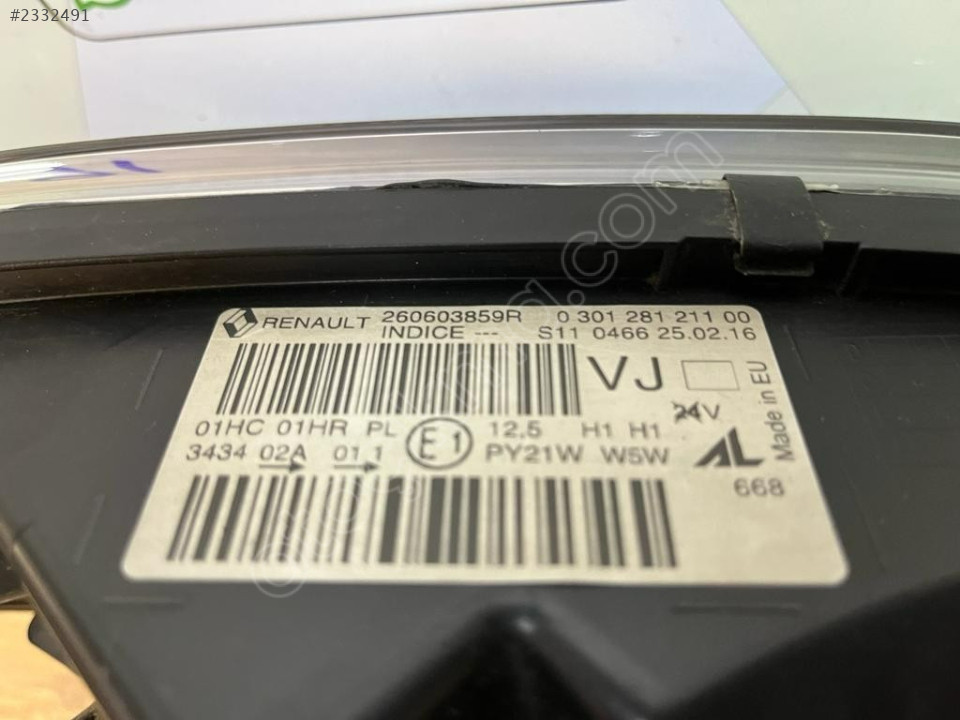 #2332491
RENAULT 260603859R 0 301 281 211 00
INDICE --- S11 0466 25.02.16
VJ
24V
Made in EU
01HC 01HR PL E1 12,5 H1 H1
3434 02A 01 1 PY21W W5W AL
668